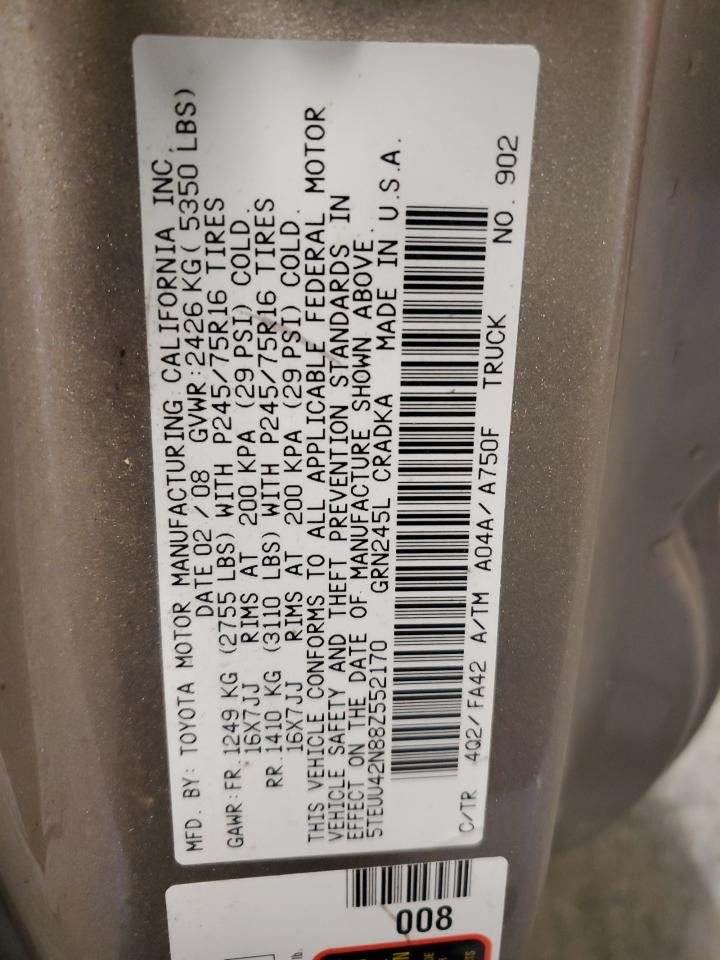 MFD. BY: TOYOTA MOTOR MANUFACTURING CALIFORNIA INC.
DATE 02 / 08 GVWR: 2426 KG ( 5350 LBS)
GAWR: FR. 1249 KG (2755 LBS) WITH P245/75R16 TIRES
16X7JJ RIMS AT 200 KPA (29 PSI) COLD.
RR. 1410 KG (3110 LBS) WITH P245/75R16 TIRES
16X7JJ RIMS AT 200 KPA (29 PSI) COLD.
THIS VEHICLE CONFORMS TO ALL APPLICABLE FEDERAL MOTOR
VEHICLE SAFETY AND THEFT PREVENTION STANDARDS IN
EFFECT ON THE DATE OF MANUFACTURE SHOWN ABOVE.
5TEUU42N88Z552170 GRN245L CRADKA MADE IN U.S.A.
C/TR 4Q2/FA42 A/TM A04A/A750F TRUCK NO. 902
008
lb.